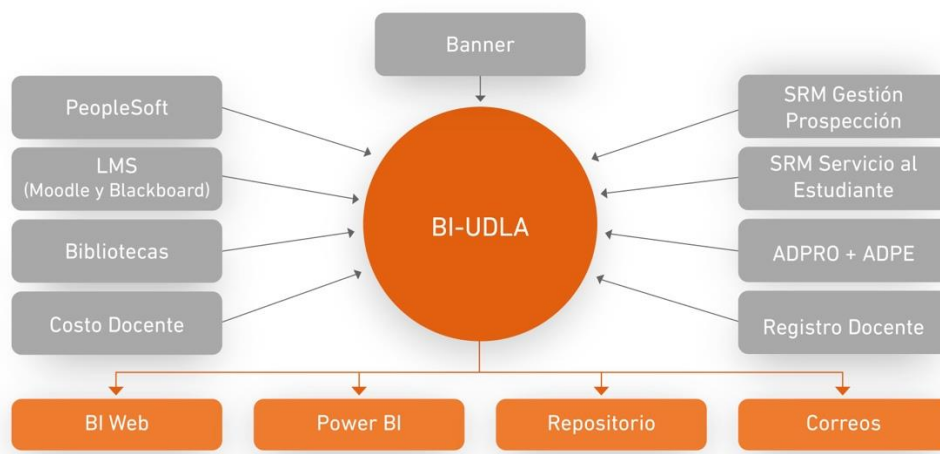 Banner
PeopleSoft
LMS
(Moodle y Blackboard)
Bibliotecas
Costo Docente
BI-UDLA
SRM Gestión
Prospección
SRM Servicio al
Estudiante
ADPRO + ADPE
Registro Docente
BI Web
Power BI
Repositorio
Correos